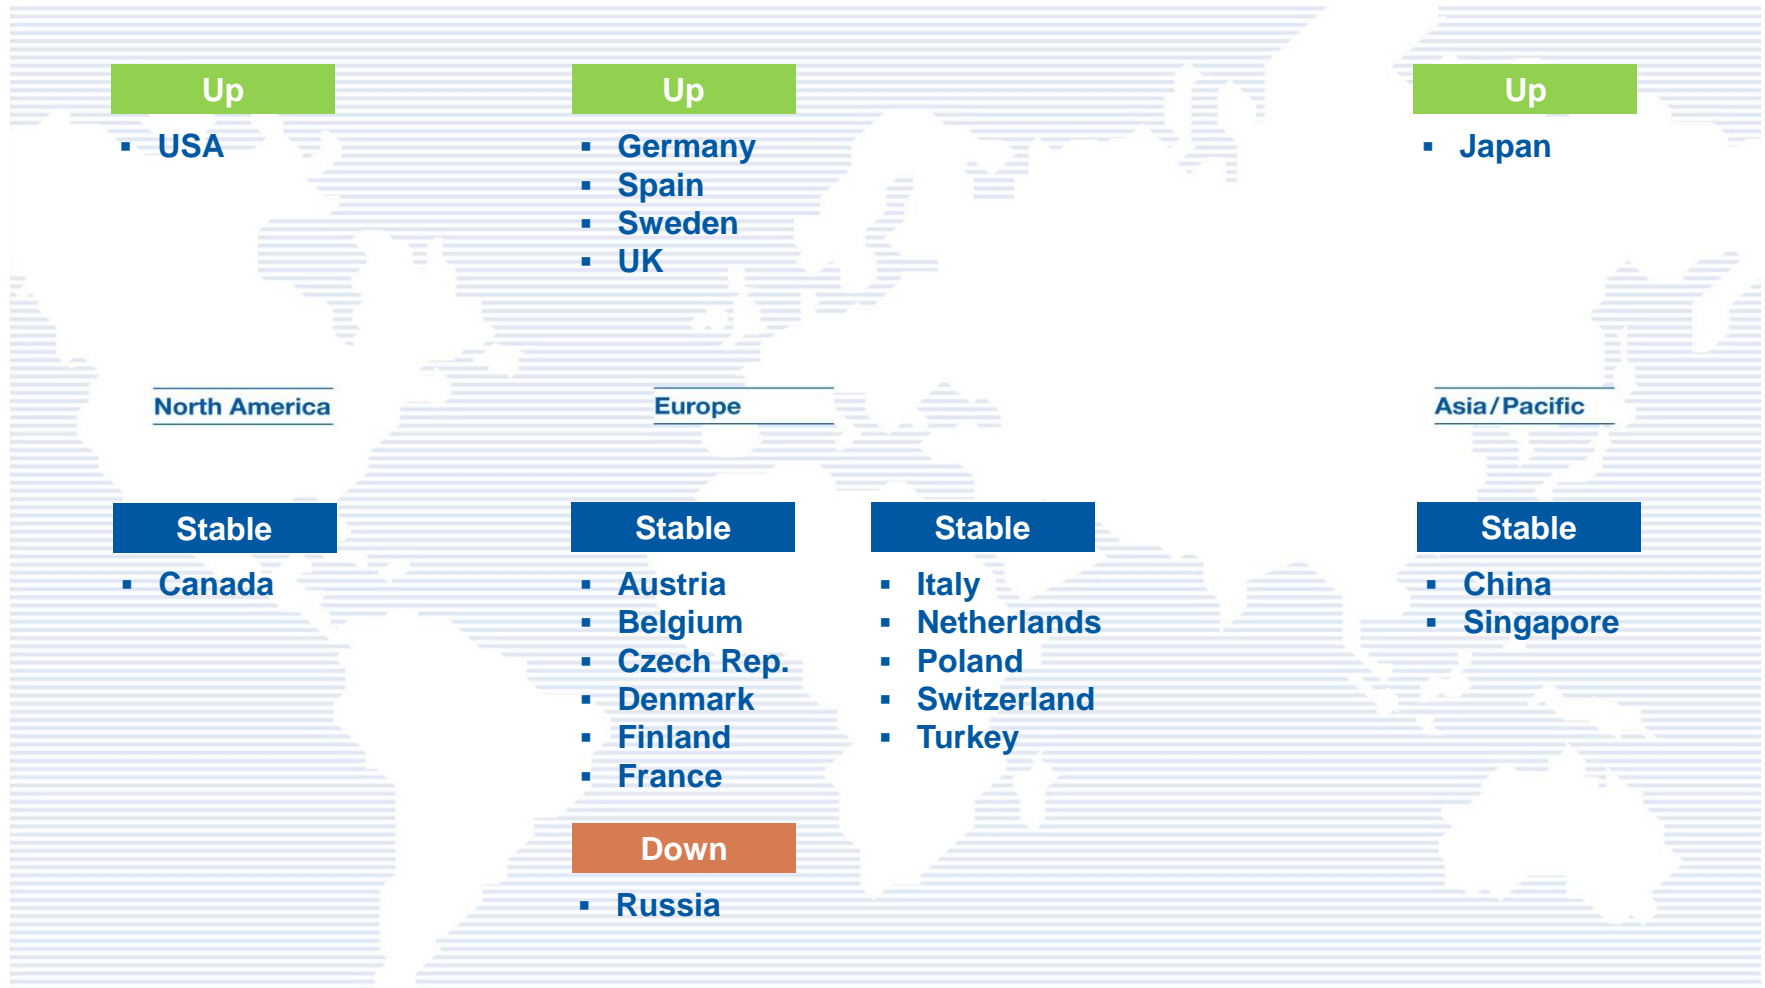 Up
▪ USA
North America
Stable
▪ Canada
Up
▪ Germany
▪ Spain
▪ Sweden
▪ UK
Europe
Stable
▪ Austria
▪ Belgium
▪ Czech Rep.
▪ Denmark
▪ Finland
▪ France
Stable
▪ Italy
▪ Netherlands
▪ Poland
▪ Switzerland
▪ Turkey
Down
▪ Russia
Up
▪ Japan
Asia/Pacific
Stable
▪ China
▪ Singapore